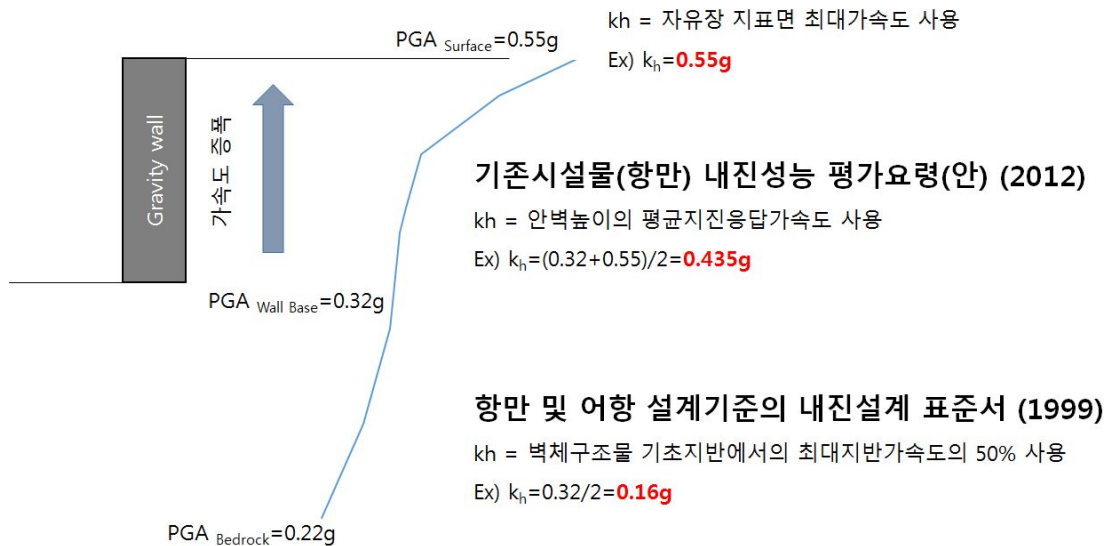 kh = 자유장 지표면 최대가속도 사용
PGA Surface=0.55g
Ex) kh=0.55g
Gravity wall
가속도 증폭
기존시설물(항만) 내진성능 평가요령(안) (2012)
kh = 안벽높이의 평균지진응답가속도 사용
Ex) kh=(0.32+0.55)/2=0.435g
PGA Wall Base=0.32g
항만 및 어항 설계기준의 내진설계 표준서 (1999)
kh = 벽체구조물 기초지반에서의 최대지반가속도의 50% 사용
Ex) kh=0.32/2=0.16g
PGA Bedrock=0.22g